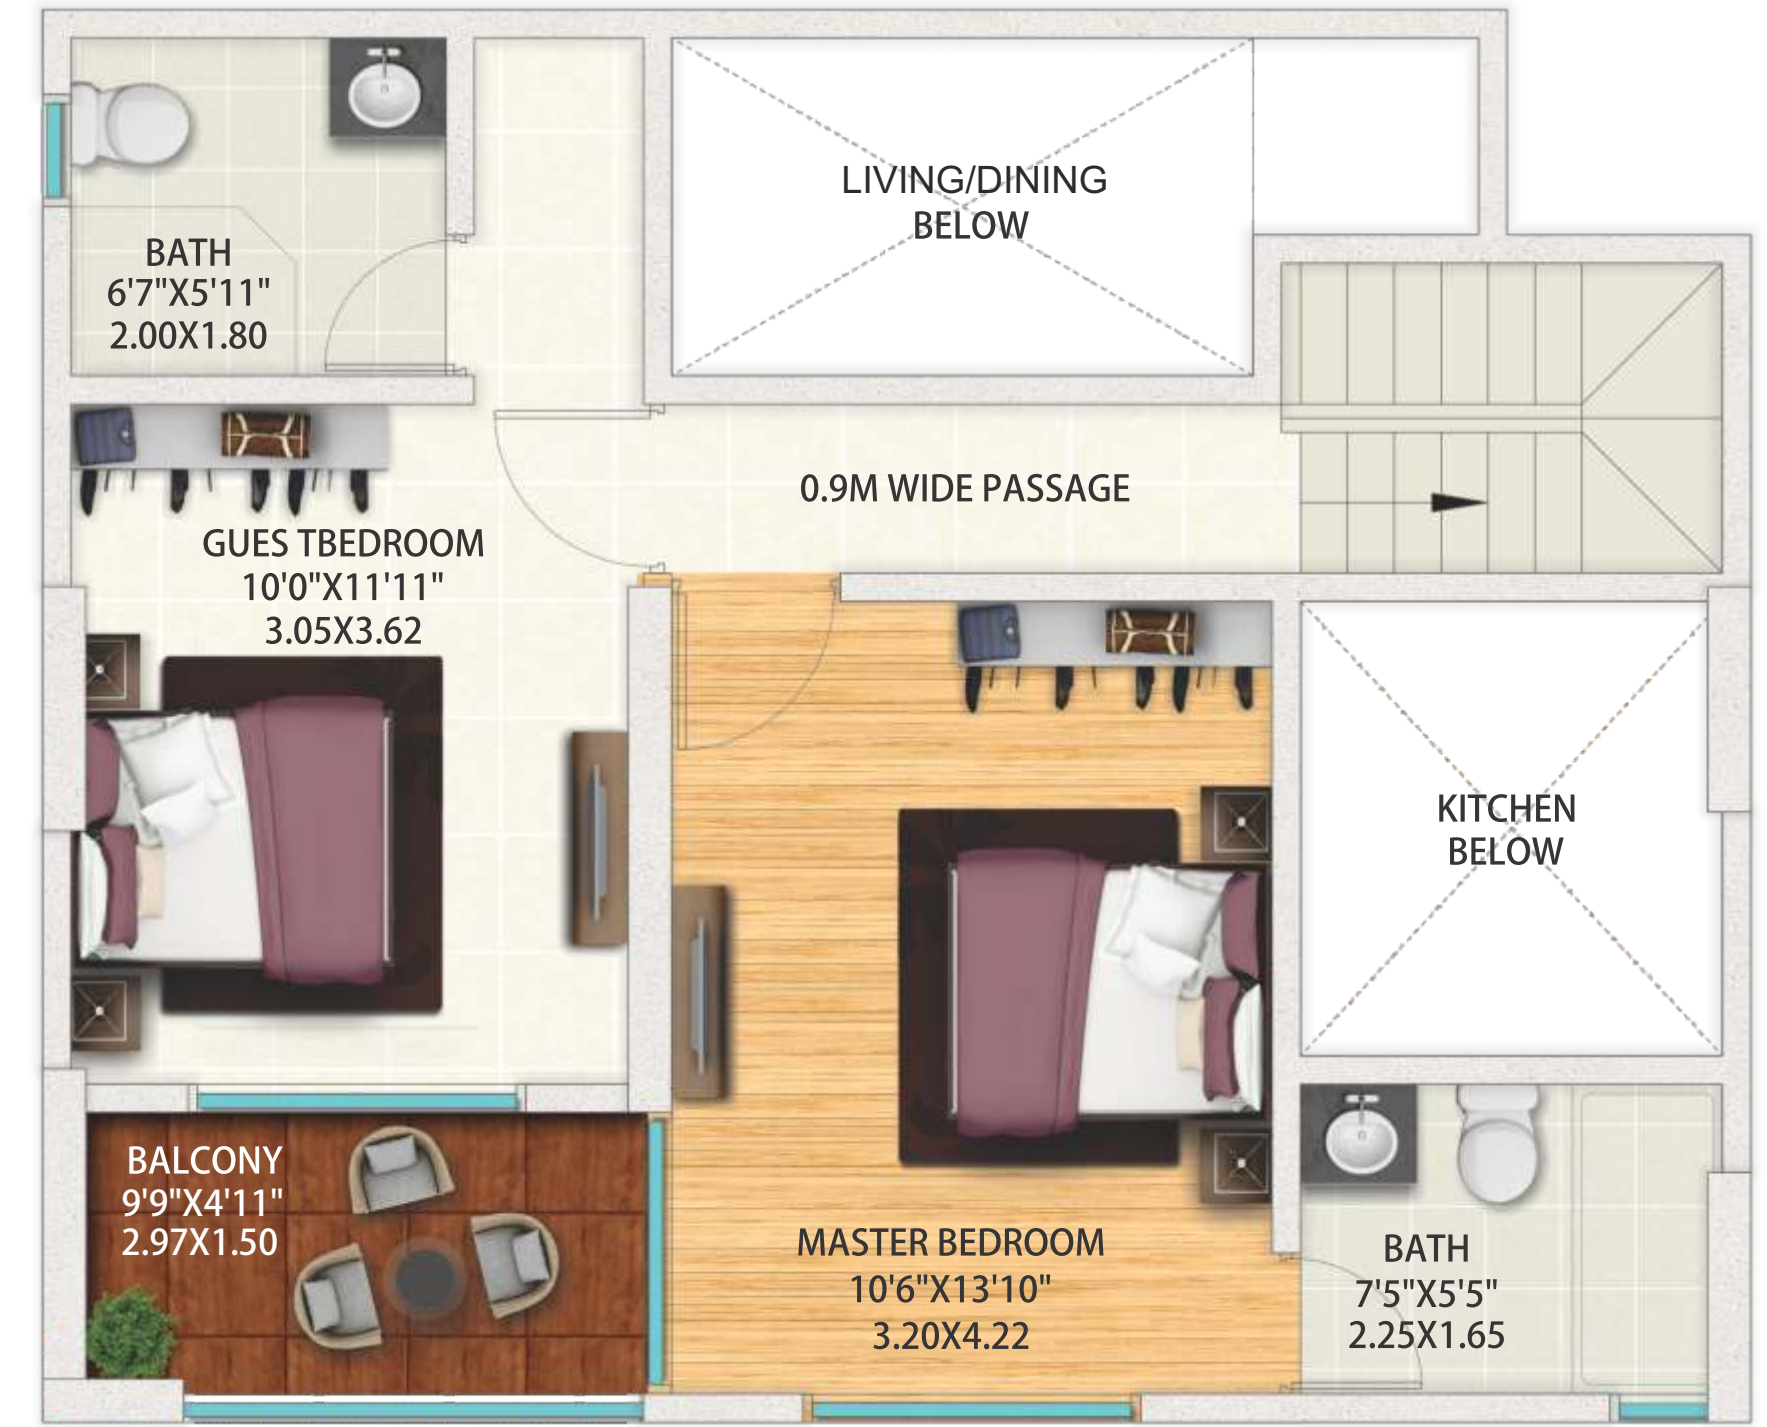 LIVING/DINING
BELOW
BATH
6'7"X5'11"
2.00X1.80
0.9M WIDE PASSAGE
GUES TBEDROOM
10'0"X11'11"
3.05X3.62
KITCHEN
BELOW
BALCONY
9'9"X4'11"
2.97X1.50
MASTER BEDROOM
10'6"X13'10"
3.20X4.22
BATH
7'5"X5'5"
2.25X1.65